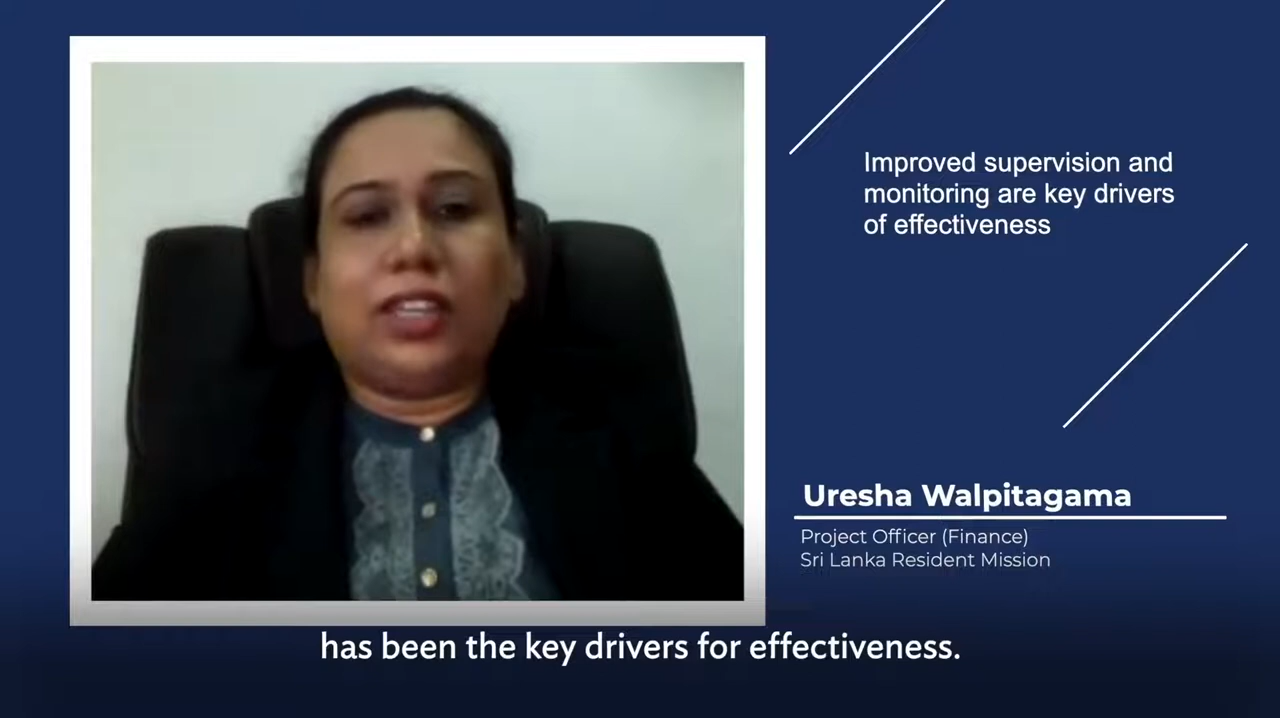 Improved supervision and
monitoring are key drivers
of effectiveness
Uresha Walpitagama
Project Officer (Finance)
Sri Lanka Resident Mission
has been the key drivers for effectiveness.